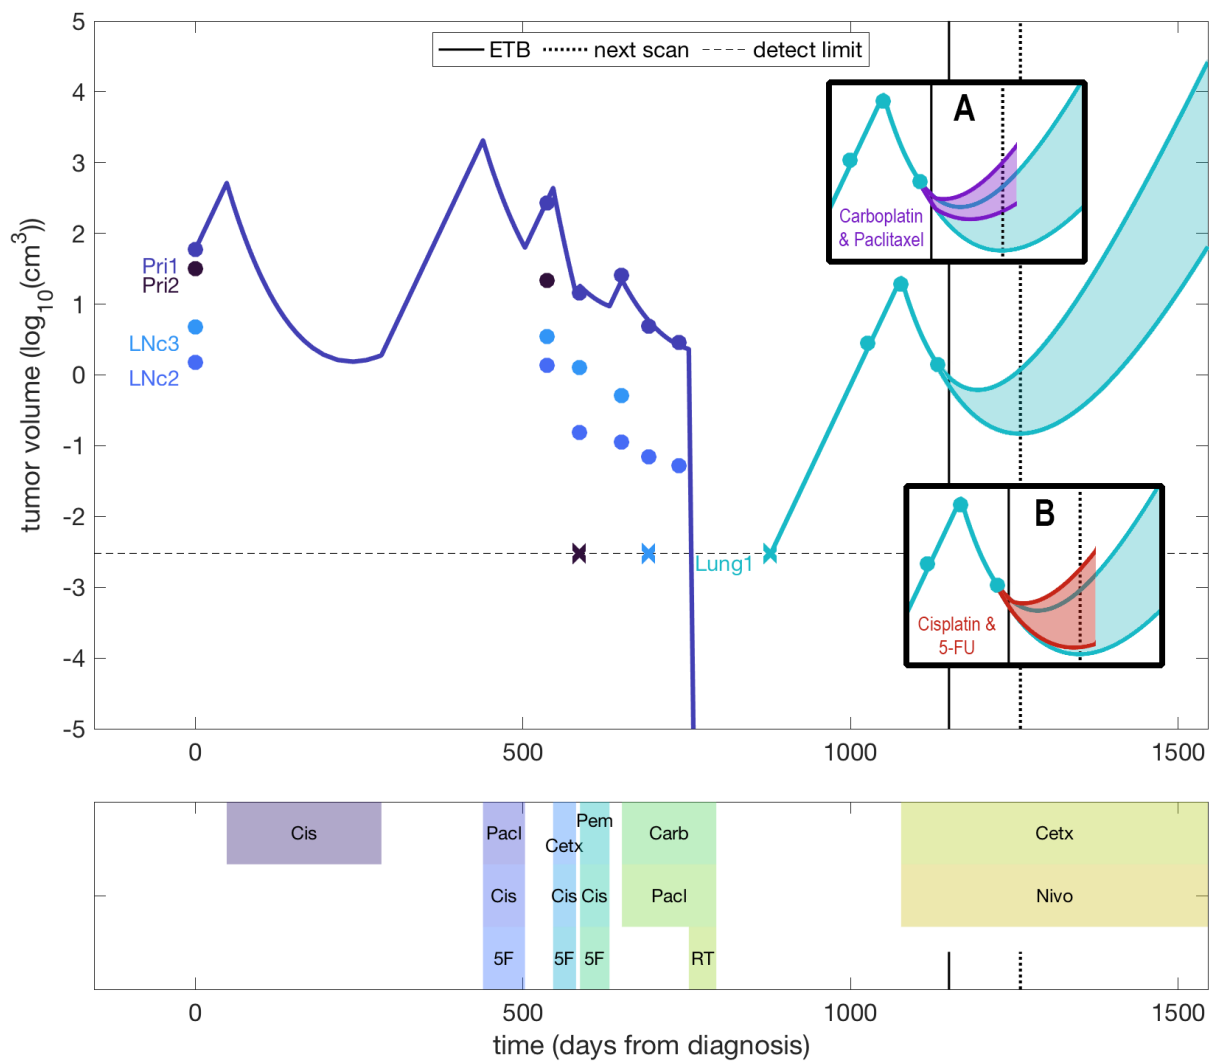 ETB
next scan
detect limit
5
4
3
2
1
0
-1
-2
-3
-4
-5
tumor volume (log10(cm3))
Pri1
Pri2
LNc3
LNc2
Lung1
A
Carboplatin
& Paclitaxel
B
Cisplatin &
5-FU
0 500 1000 1500
Cis
Pacl
Cis
5F
Cetx
Cis
5F
Pem
Cis
5F
Carb
Pacl
RT
Cetx
Nivo
0 500 1000 1500
time (days from diagnosis)